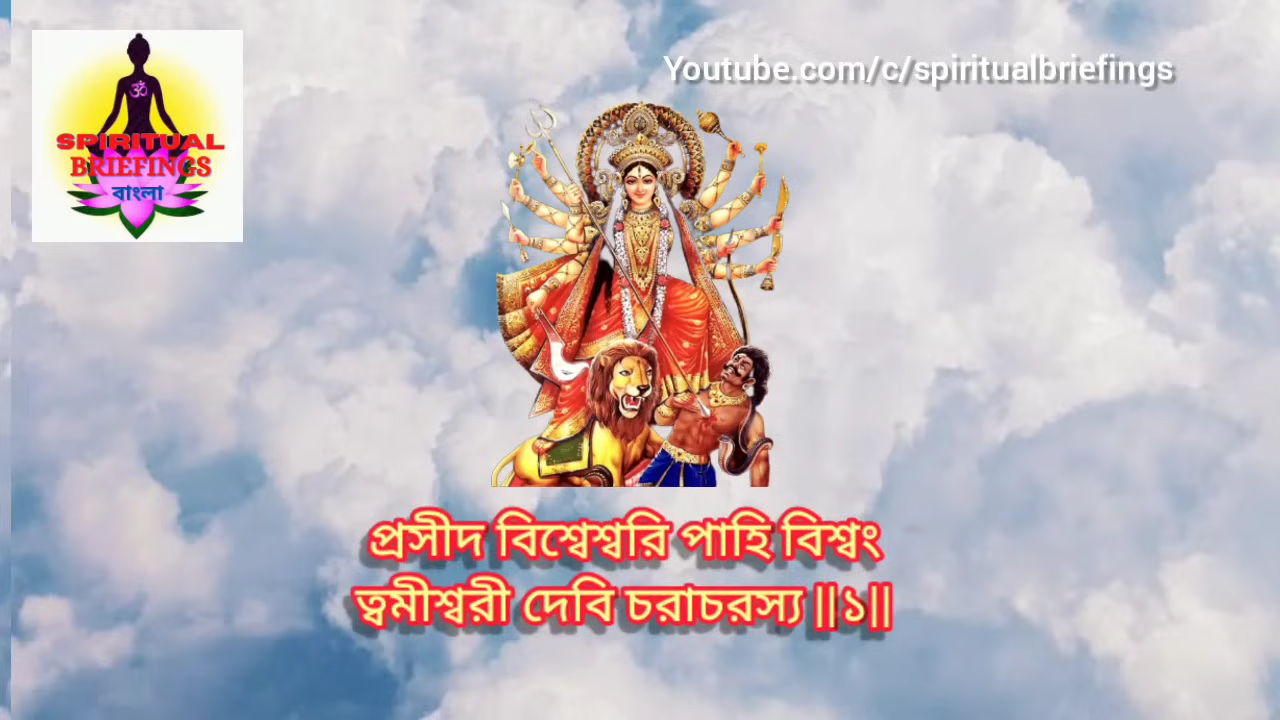 Youtube.com/c/spiritualbriefings
ॐ
SPIRITUAL
BRIEFINGS
বাংলা
প্রসীদ বিশ্বেশ্বরি পাহি বিশ্বং
ত্বমীশ্বরী দেবি চরাচরস্য ||১||